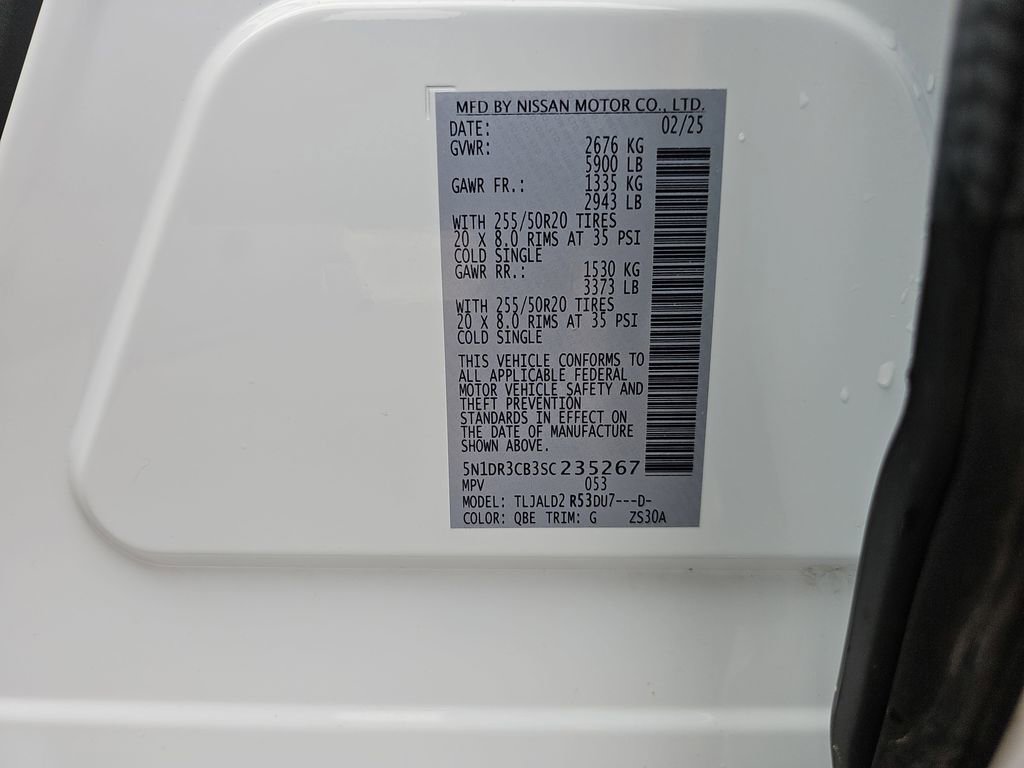 MFD BY NISSAN MOTOR CO., LTD.
DATE: 02/25
GVWR: 2676 KG
5900 LB
GAWR FR.: 1335 KG
2943 LB
WITH 255/50R20 TIRES
20 X 8.0 RIMS AT 35 PSI
COLD SINGLE
GAWR RR.: 1530 KG
3373 LB
WITH 255/50R20 TIRES
20 X 8.0 RIMS AT 35 PSI
COLD SINGLE
THIS VEHICLE CONFORMS TO
ALL APPLICABLE FEDERAL
MOTOR VEHICLE SAFETY AND
THEFT PREVENTION
STANDARDS IN EFFECT ON
THE DATE OF MANUFACTURE
SHOWN ABOVE.
5N1DR3CB3SC235267
MPV 053
MODEL: TLJALD2 R53DU7---D-
COLOR: QBE TRIM: G ZS30A